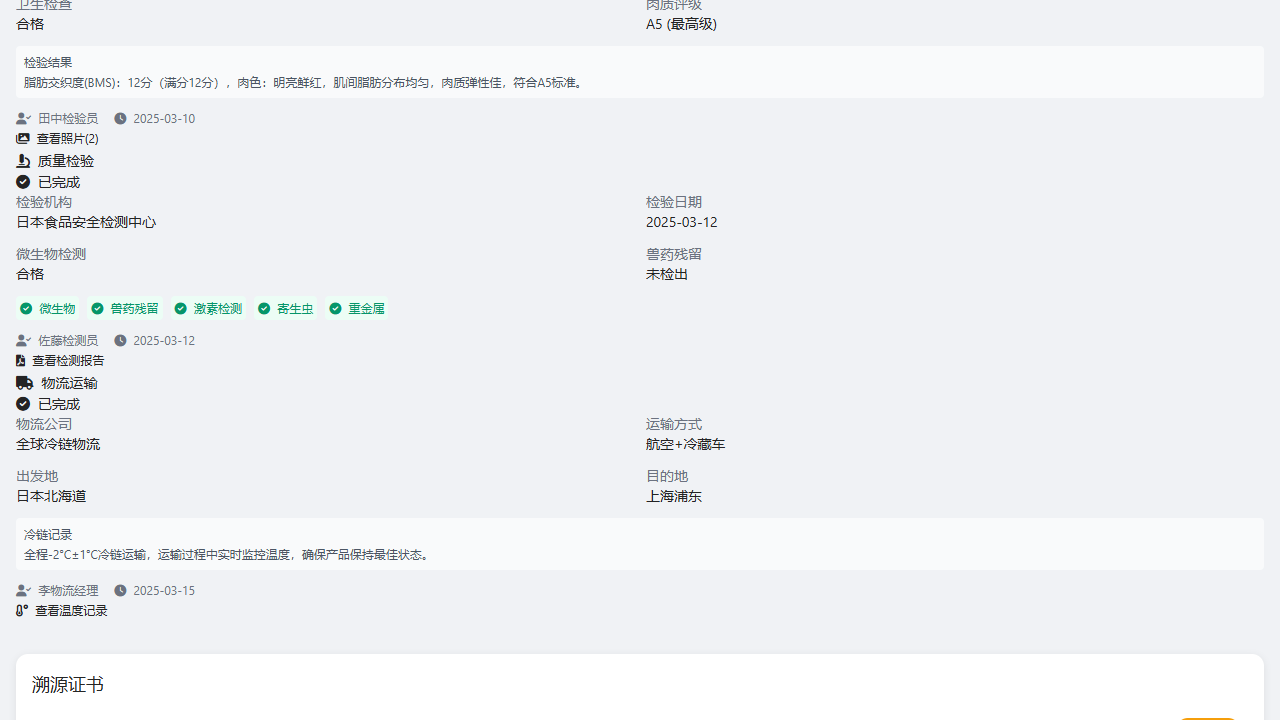 卫生检查 肉质评级
合格 A5 (最高级)
检验结果
脂肪交织度(BMS)：12分（满分12分），肉色：明亮鲜红，肌间脂肪分布均匀，肉质弹性佳，符合A5标准。
田中检验员 2025-03-10
查看照片(2)
质量检验
已完成
检验机构 检验日期
日本食品安全检测中心 2025-03-12
微生物检测 兽药残留
合格 未检出
微生物 兽药残留 激素检测 寄生虫 重金属
佐藤检测员 2025-03-12
查看检测报告
物流运输
已完成
物流公司 运输方式
全球冷链物流 航空+冷藏车
出发地 目的地
日本北海道 上海浦东
冷链记录
全程-2°C±1°C冷链运输，运输过程中实时监控温度，确保产品保持最佳状态。
李物流经理 2025-03-15
查看温度记录
溯源证书